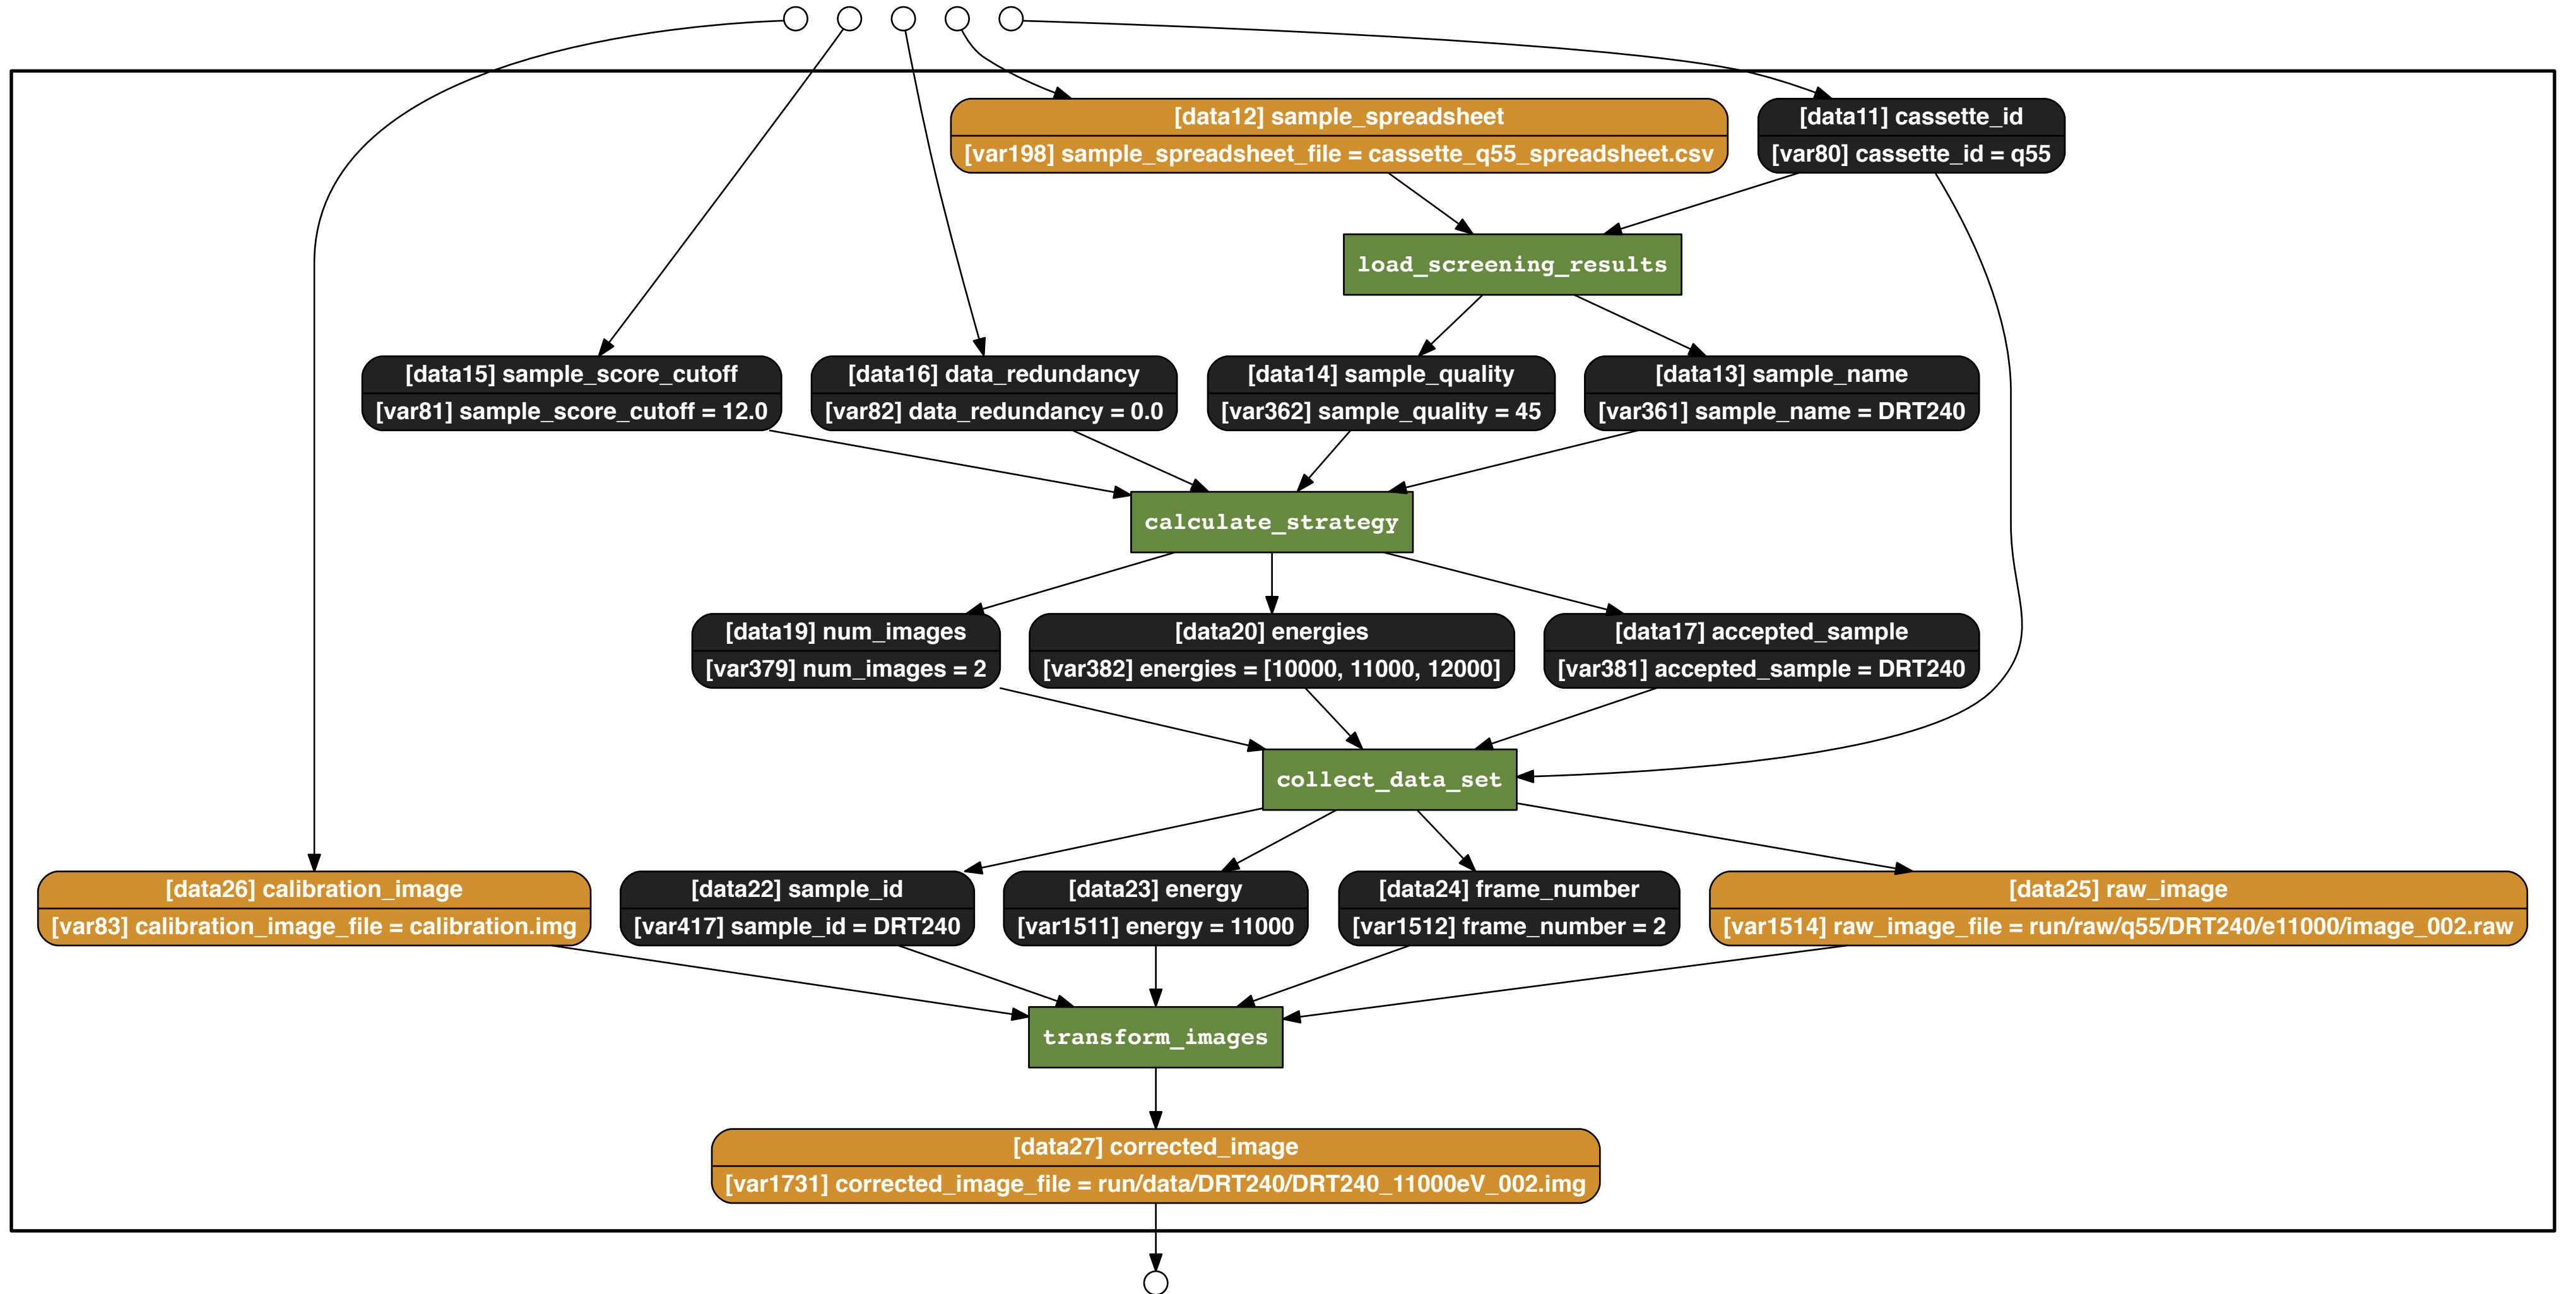 [data12] sample_spreadsheet
[var198] sample_spreadsheet_file = cassette_q55_spreadsheet.csv
[data11] cassette_id
[var80] cassette_id = q55
load_screening_results
[data15] sample_score_cutoff
[var81] sample_score_cutoff = 12.0
[data16] data_redundancy
[var82] data_redundancy = 0.0
[data14] sample_quality
[var362] sample_quality = 45
[data13] sample_name
[var361] sample_name = DRT240
calculate_strategy
[data19] num_images
[var379] num_images = 2
[data20] energies
[var382] energies = [10000, 11000, 12000]
[data17] accepted_sample
[var381] accepted_sample = DRT240
collect_data_set
[data26] calibration_image
[var83] calibration_image_file = calibration.img
[data22] sample_id
[var417] sample_id = DRT240
[data23] energy
[var1511] energy = 11000
[data24] frame_number
[var1512] frame_number = 2
[data25] raw_image
[var1514] raw_image_file = run/raw/q55/DRT240/e11000/image_002.raw
transform_images
[data27] corrected_image
[var1731] corrected_image_file = run/data/DRT240/DRT240_11000eV_002.img